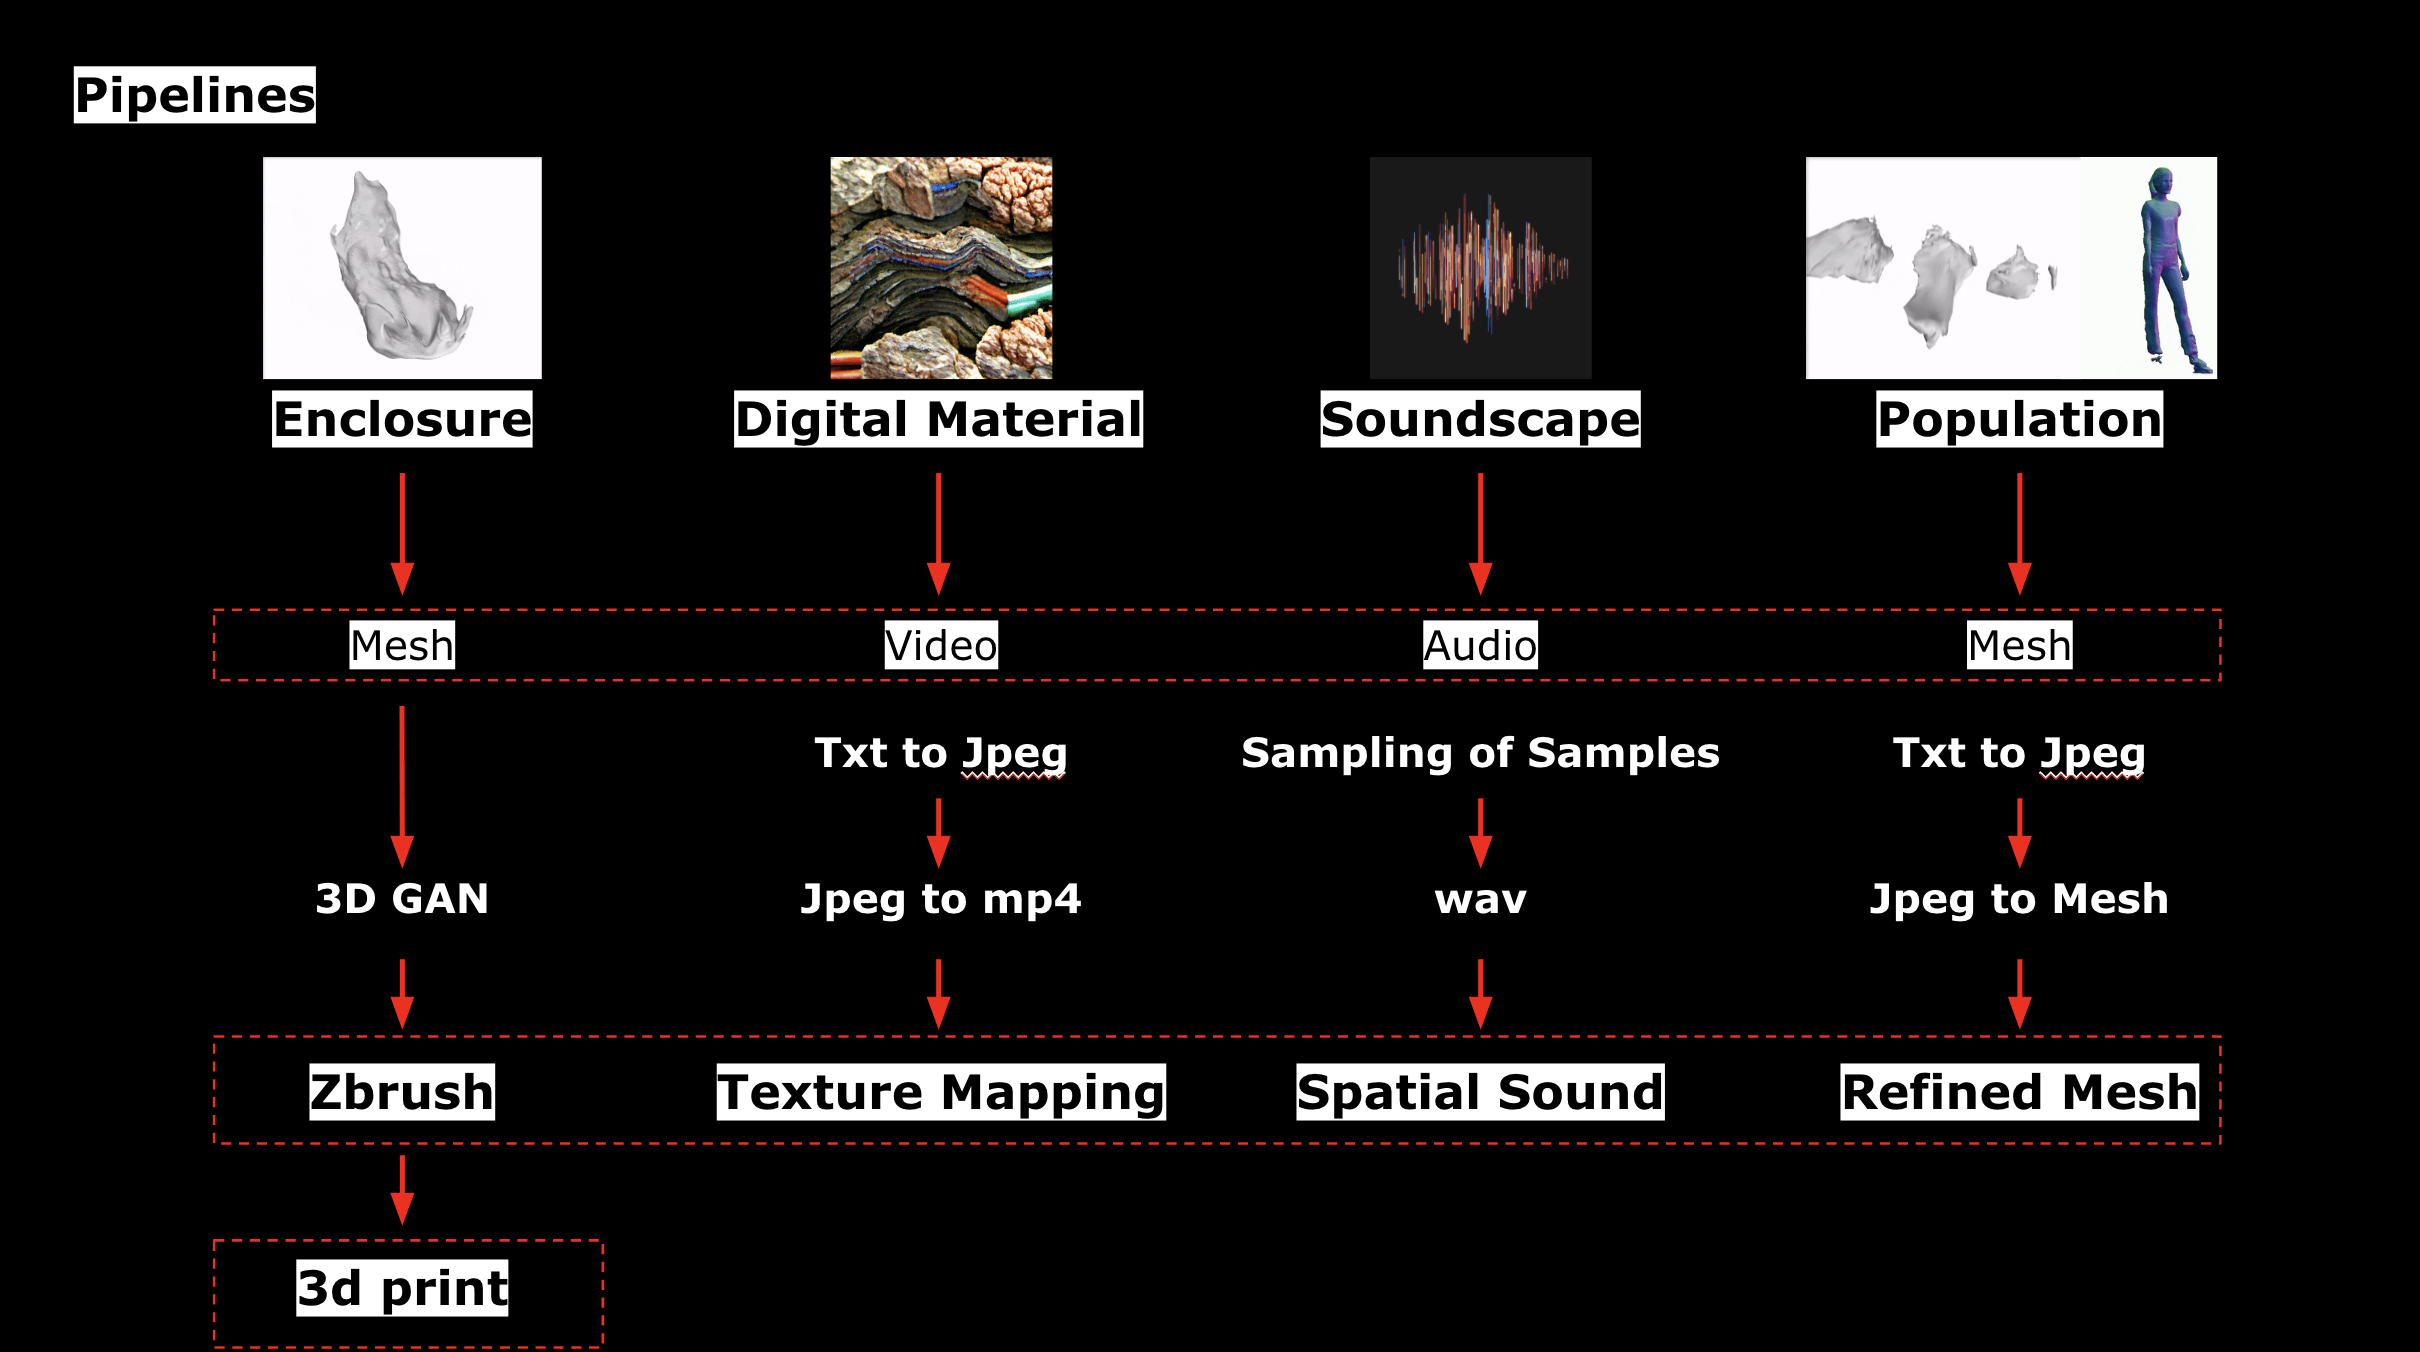 Pipelines
Enclosure
Digital Material
Soundscape
Population
Mesh
Video
Audio
Mesh
Txt to Jpeg
Sampling of Samples
Txt to Jpeg
3D GAN
Jpeg to mp4
wav
Jpeg to Mesh
Zbrush
Texture Mapping
Spatial Sound
Refined Mesh
3d print